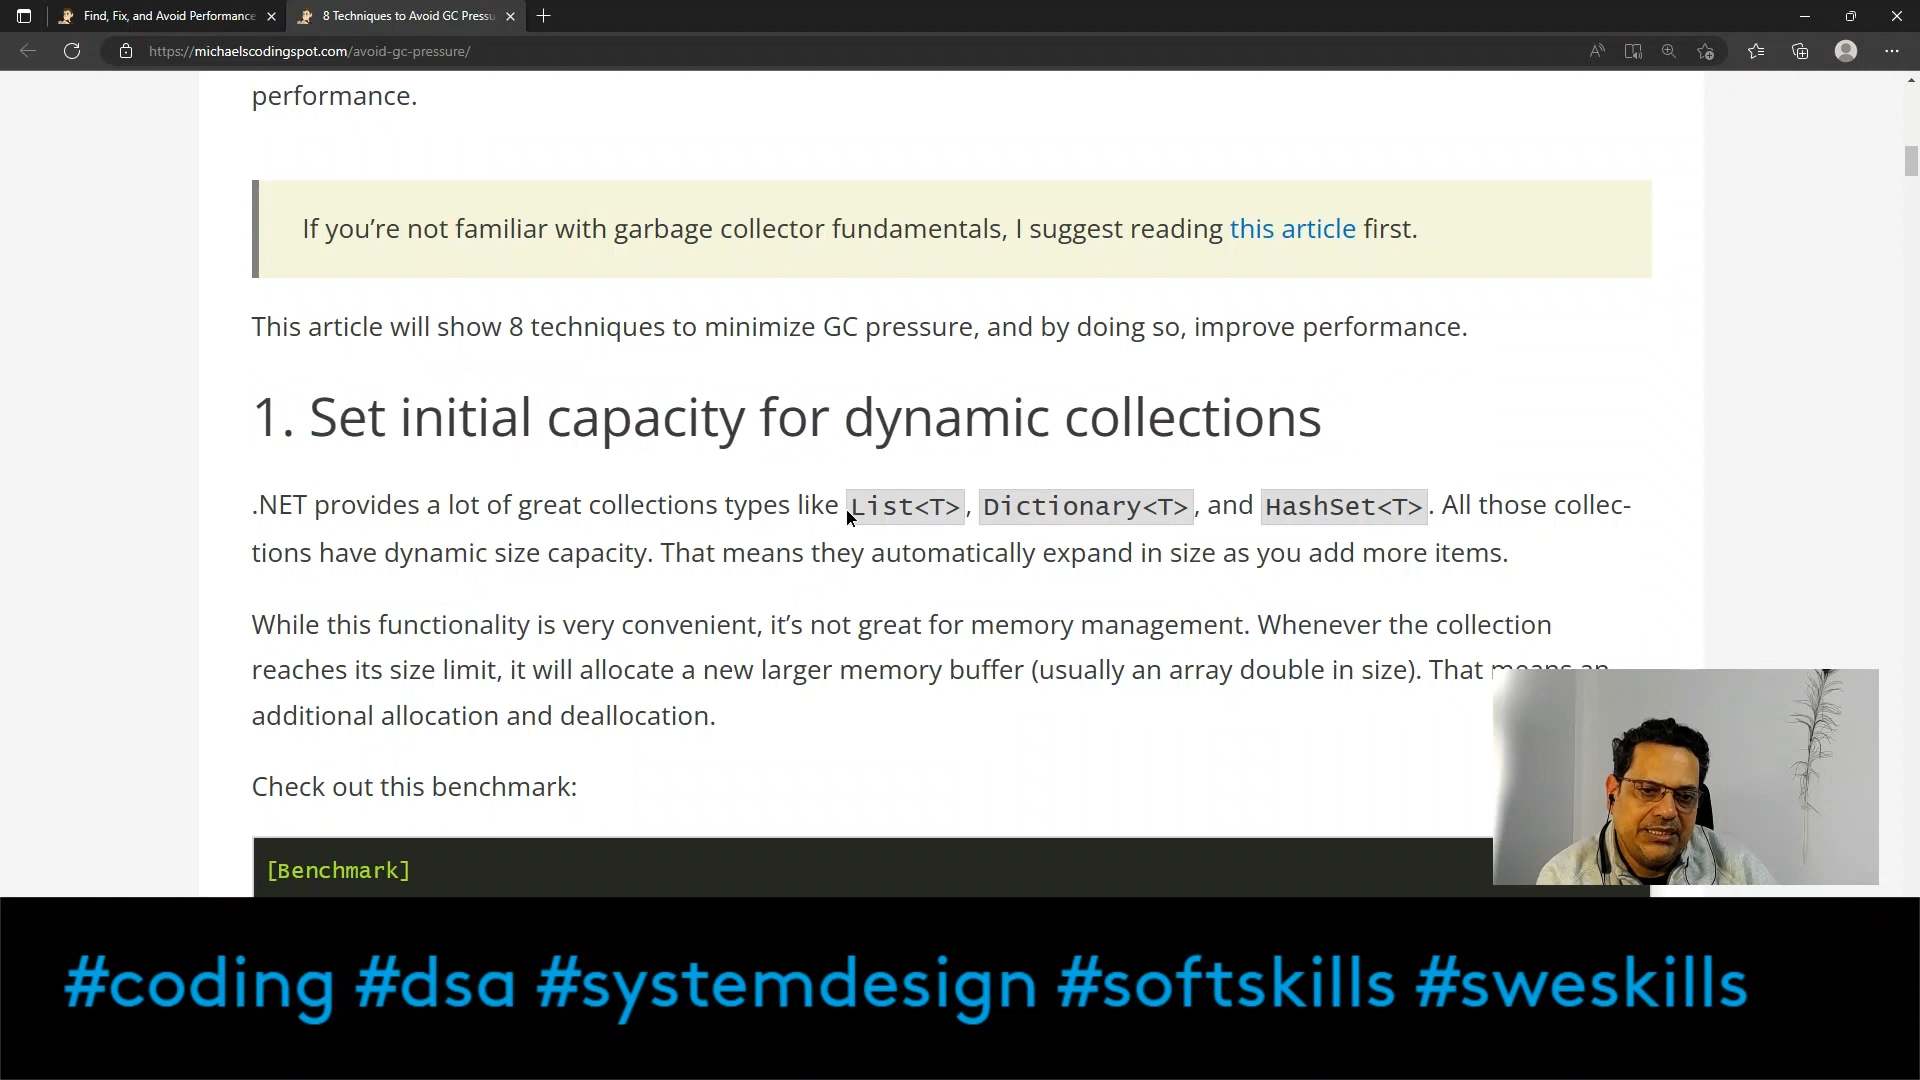 Find, Fix, and Avoid Performance
8 Techniques to Avoid GC Pressu
https://michaelscodingspot.com/avoid-gc-pressure/
performance.
If you’re not familiar with garbage collector fundamentals, I suggest reading this article first.
This article will show 8 techniques to minimize GC pressure, and by doing so, improve performance.
1. Set initial capacity for dynamic collections
.NET provides a lot of great collections types like List<T>, Dictionary<T>, and HashSet<T>. All those collec-
tions have dynamic size capacity. That means they automatically expand in size as you add more items.
While this functionality is very convenient, it’s not great for memory management. Whenever the collection
reaches its size limit, it will allocate a new larger memory buffer (usually an array double in size). That means an
additional allocation and deallocation.
Check out this benchmark:
[Benchmark]
#coding #dsa #systemdesign #softskills #sweskills